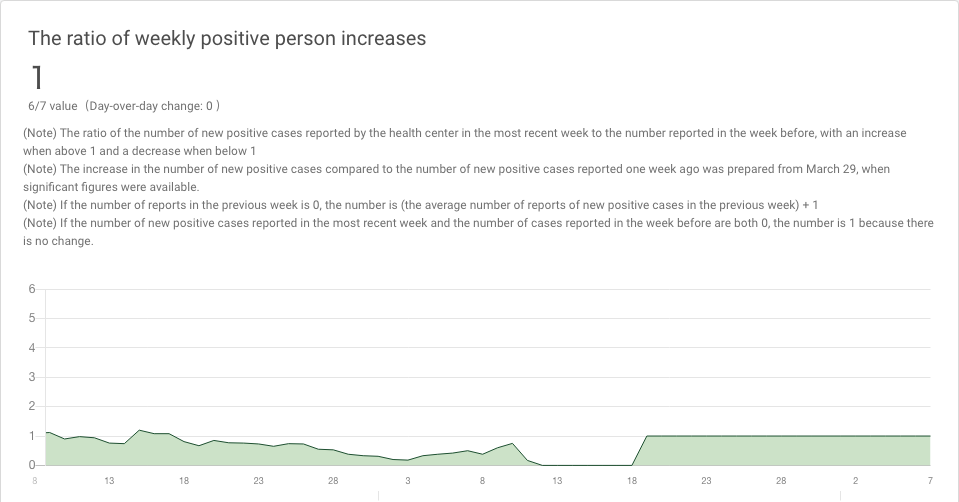 The ratio of weekly positive person increases
1
6/7 value（Day-over-day change: 0 ）
(Note) The ratio of the number of new positive cases reported by the health center in the most recent week to the number reported in the week before, with an increase
when above 1 and a decrease when below 1
(Note) The increase in the number of new positive cases compared to the number of new positive cases reported one week ago was prepared from March 29, when
significant figures were available.
(Note) If the number of reports in the previous week is 0, the number is (the average number of reports of new positive cases in the previous week) + 1
(Note) If the number of new positive cases reported in the most recent week and the number of cases reported in the week before are both 0, the number is 1 because there
is no change.
6
5
4
3
2
1
0
8 13 18 23 28 3 8 13 18 23 28 2 7